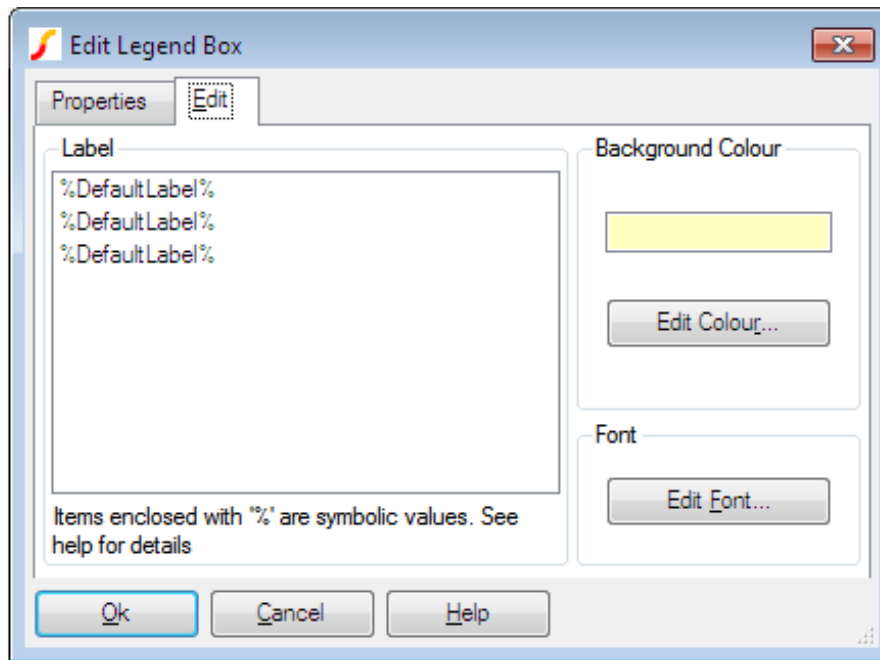 Edit Legend Box
Properties
Edit
Label
%DefaultLabel%
%DefaultLabel%
%DefaultLabel%
Items enclosed with '%' are symbolic values. See
help for details
Background Colour
Edit Colour...
Font
Edit Font...
Ok
Cancel
Help